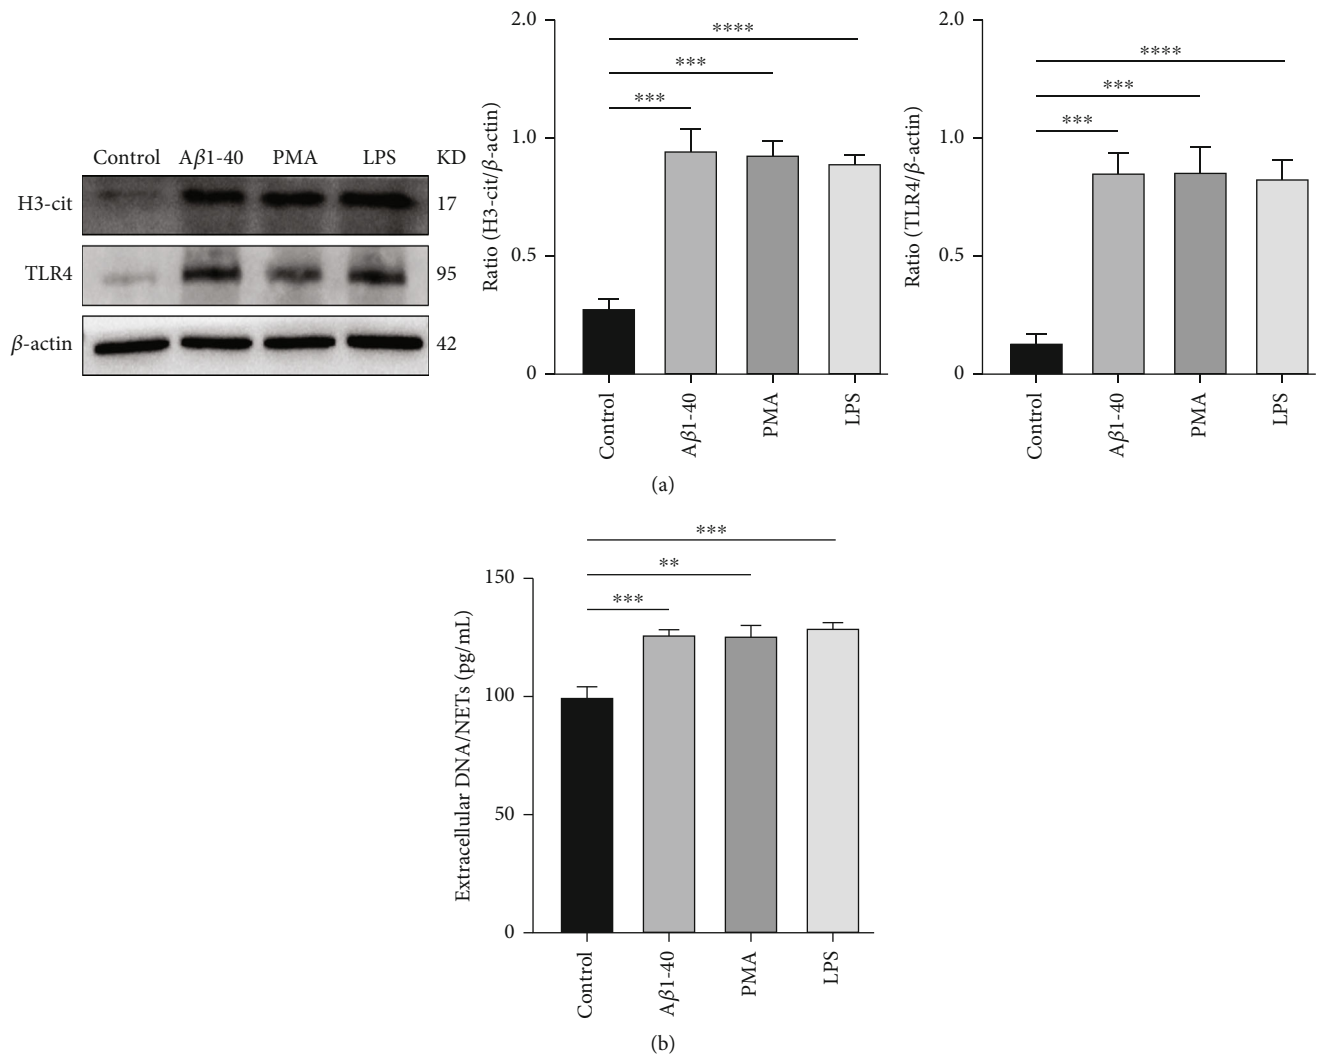 Control Aβ1-40 PMA LPS KD
H3-cit 17
TLR4 95
β-actin 42
Ratio (H3-cit/β-actin)
2.0
1.0
0.5
0
****
***
***
Control
Aβ1-40
PMA
LPS
Ratio (TLR4/β-actin)
2.0
1.0
0.5
0
****
***
***
Control
Aβ1-40
PMA
LPS
(a)
Extracellular DNA/NETs (pg/mL)
150
100
50
0
***
**
***
Control
Aβ1-40
PMA
LPS
(b)